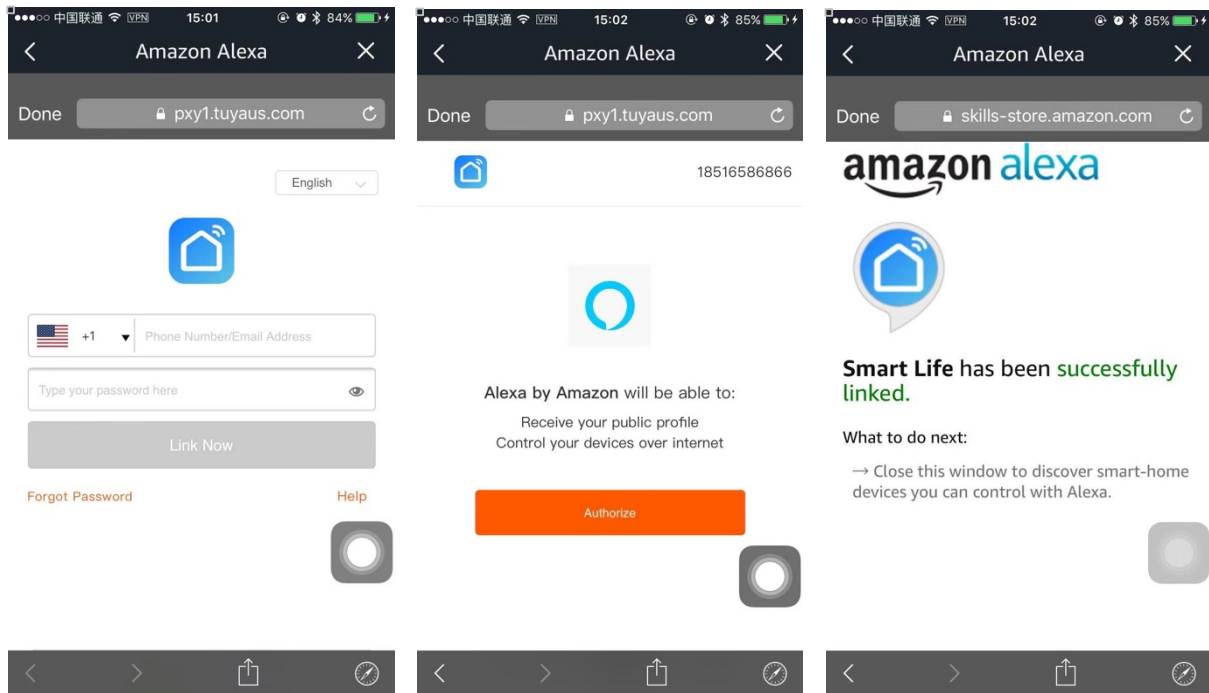 中国联通 VPN 15:01 84%
Amazon Alexa
Done pxy1.tuyaus.com
English
+1 Phone Number/Email Address
Type your password here
Link Now
Forgot Password Help
中国联通 VPN 15:02 85%
Amazon Alexa
Done pxy1.tuyaus.com
18516586866
Alexa by Amazon will be able to:
Receive your public profile
Control your devices over internet
Authorize
中国联通 VPN 15:02 85%
Amazon Alexa
Done skills-store.amazon.com
amazon alexa
Smart Life has been successfully
linked.
What to do next:
→ Close this window to discover smart-home
devices you can control with Alexa.